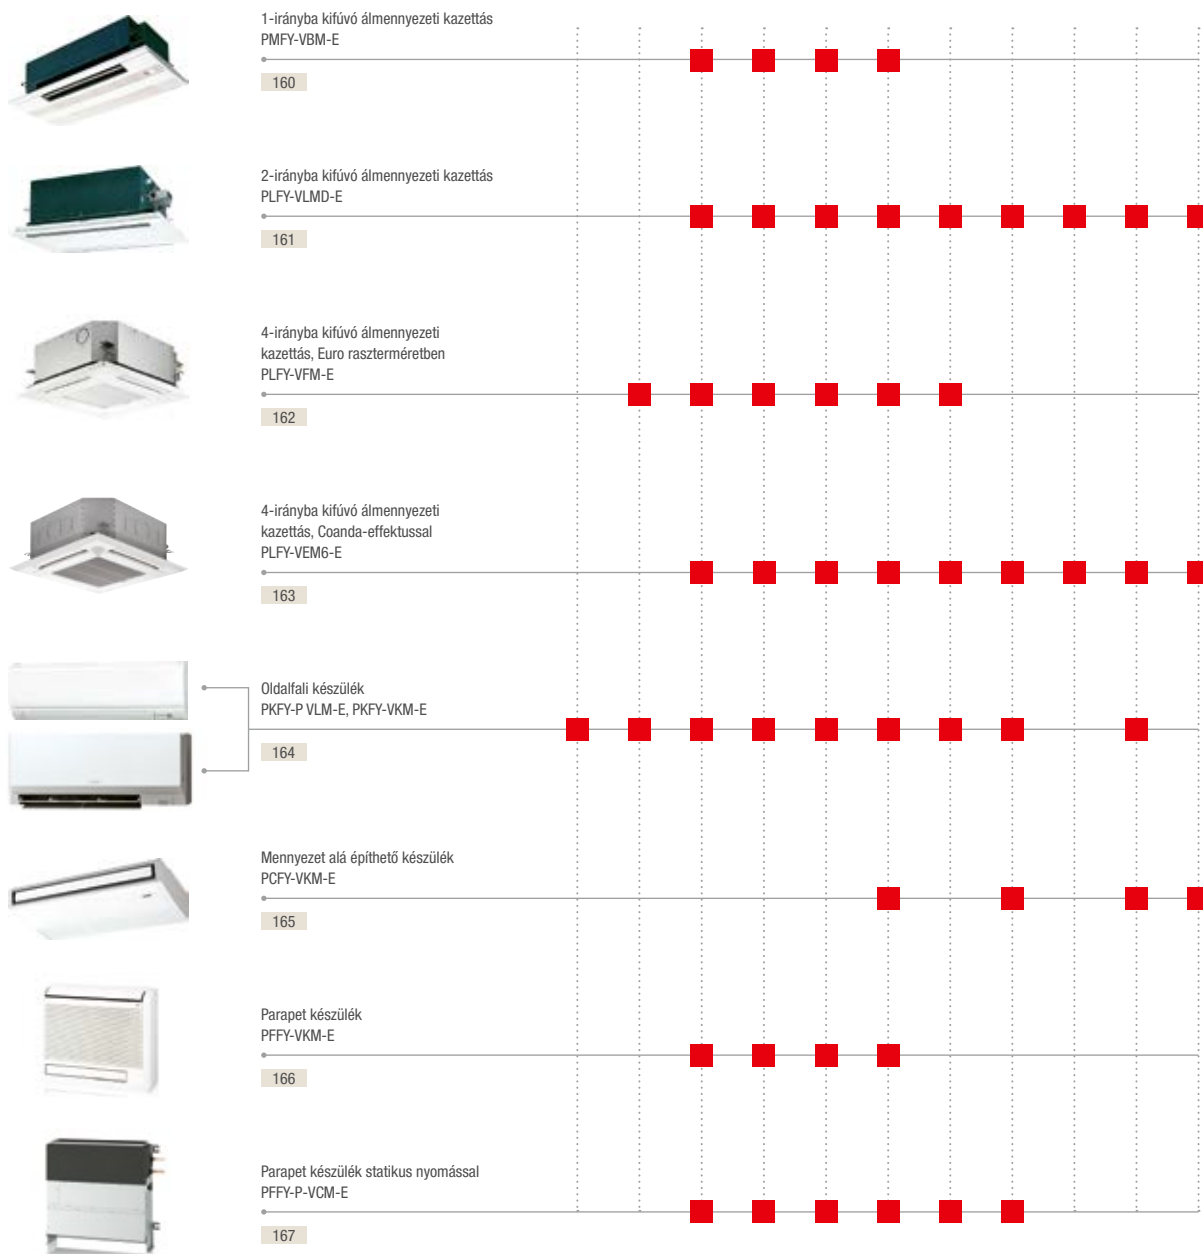 1-irányba kifúvó álmennyezeti kazettás
PMFY-VBM-E
160
2-irányba kifúvó álmennyezeti kazettás
PLFY-VLMD-E
161
4-irányba kifúvó álmennyezeti
kazettás, Euro raszterméretben
PLFY-VFM-E
162
4-irányba kifúvó álmennyezeti
kazettás, Coanda-effektussal
PLFY-VEM6-E
163
Oldalfali készülék
PKFY-P VLM-E, PKFY-VKM-E
164
Mennyezet alá építhető készülék
PCFY-VKM-E
165
Parapet készülék
PFFY-VKM-E
166
Parapet készülék statikus nyomással
PFFY-P-VCM-E
167